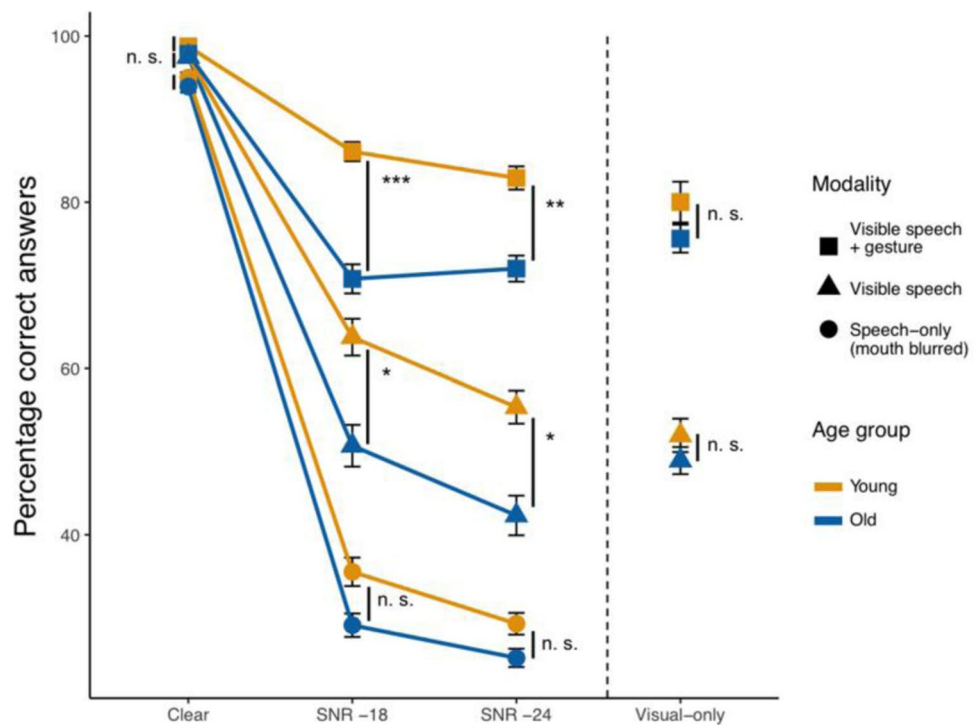 Percentage correct answers
100
80
60
40
n. s.
***
**
*
*
n. s.
n. s.
n. s.
n. s.
Clear
SNR −18
SNR −24
Visual−only
Modality
Visible speech
+ gesture
Visible speech
Speech−only
(mouth blurred)
Age group
Young
Old